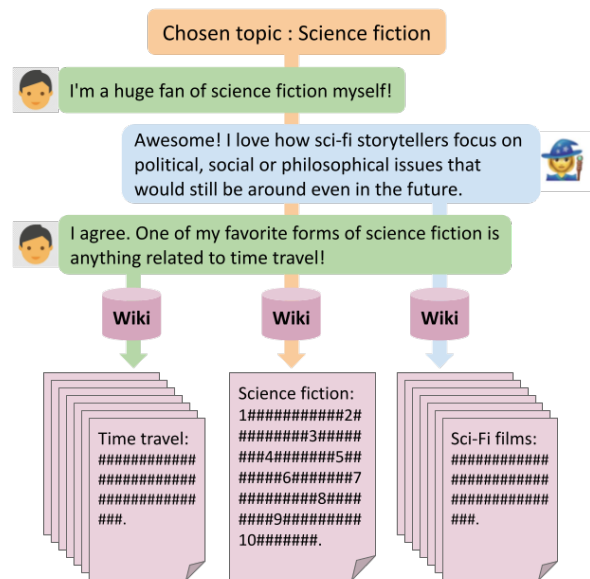 Chosen topic : Science fiction
I'm a huge fan of science fiction myself!
Awesome! I love how sci-fi storytellers focus on
political, social or philosophical issues that
would still be around even in the future.
I agree. One of my favorite forms of science fiction is
anything related to time travel!
Wiki
Wiki
Wiki
Time travel:
############
############
############
###.
Science fiction:
1###########2#
########3#####
###4#######5##
#####6#######7
#########8####
####9#########
10#######.
Sci-Fi films:
############
############
############
###.